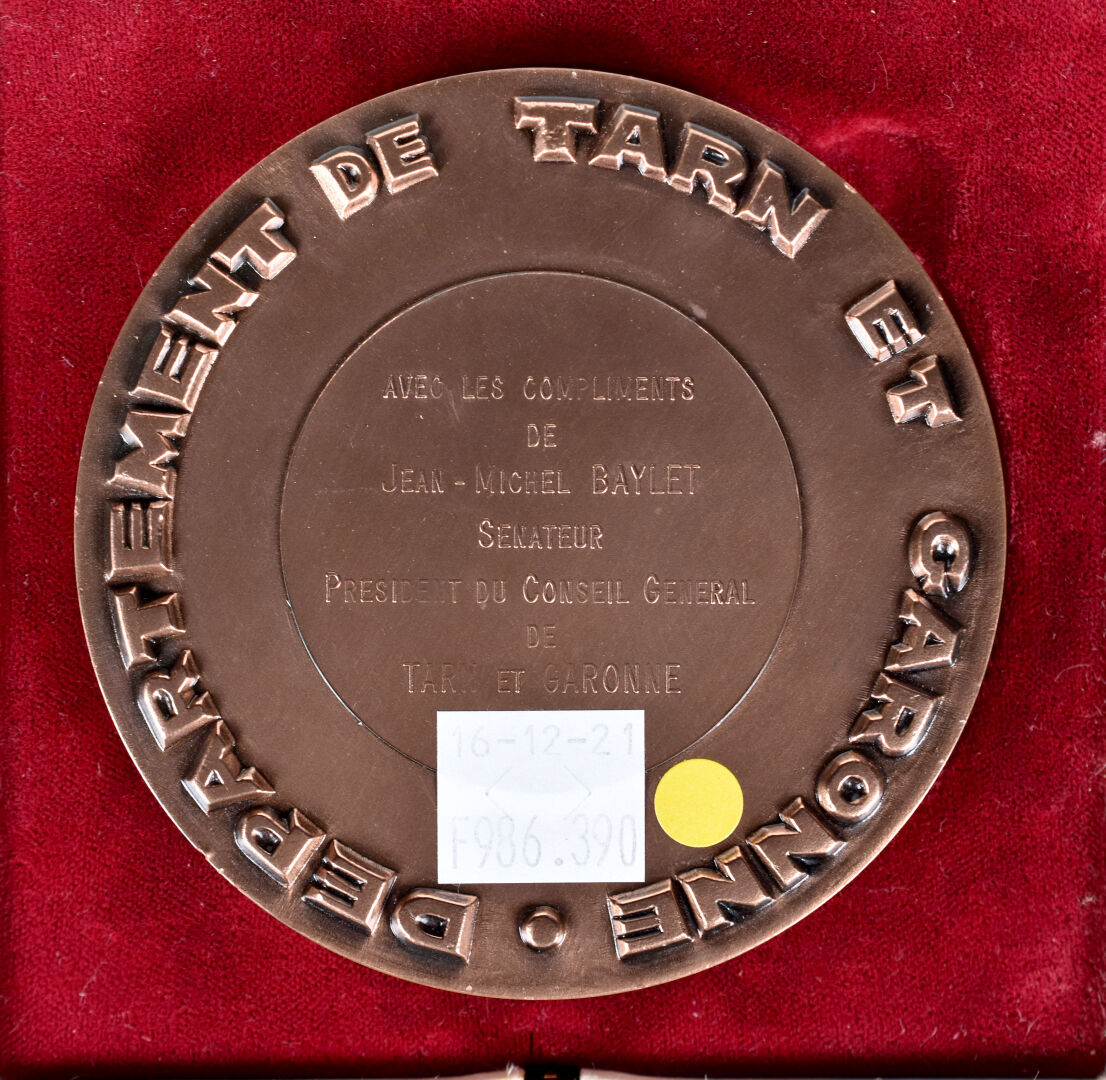 DEPARTEMENT DE TARN ET GARONNE
AVEC LES COMPLIMENTS
DE
JEAN - MICHEL BAYLET
SENATEUR
PRESIDENT DU CONSEIL GENERAL
DE
TARN ET GARONNE
16-12-21
F986.390